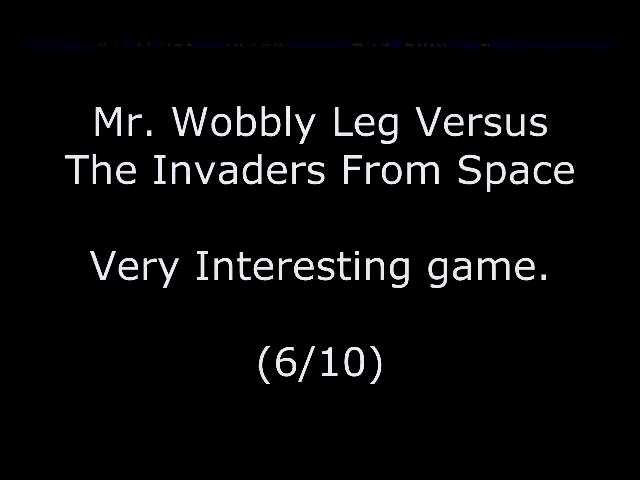 Mr. Wobbly Leg Versus
The Invaders From Space
Very Interesting game.
(6/10)